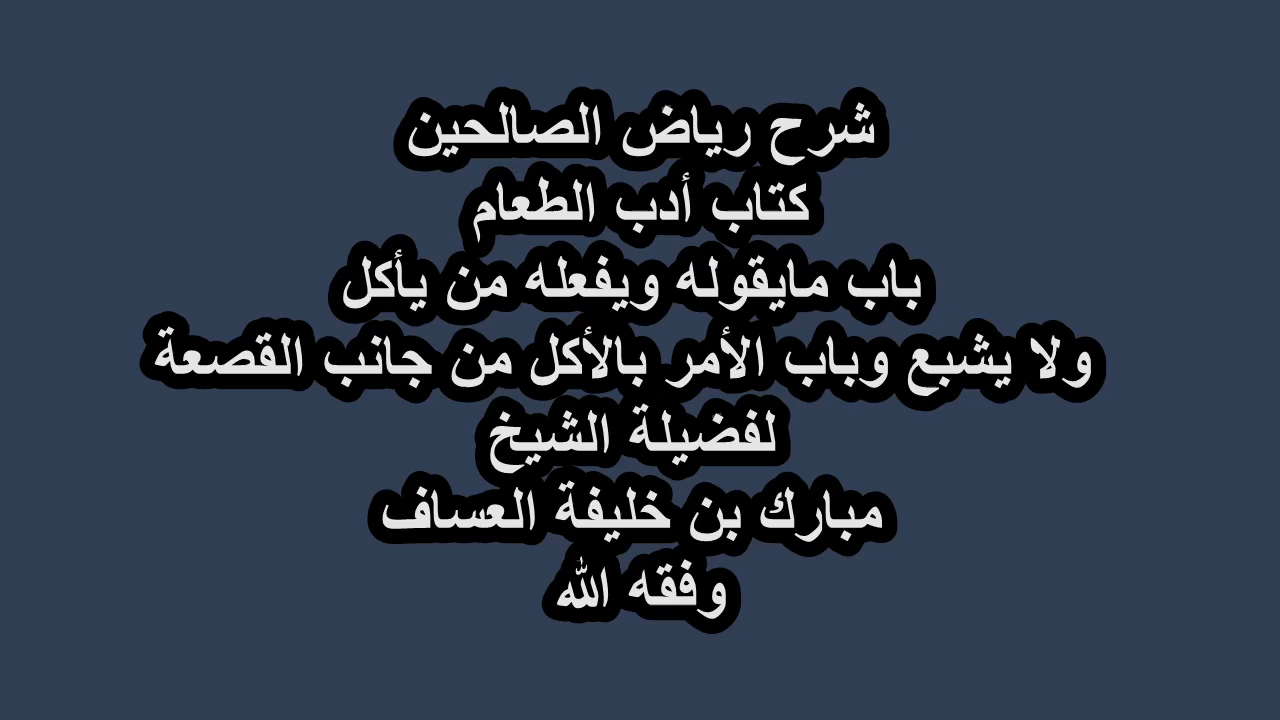 شرح رياض الصالحين
كتاب أدب الطعام
باب مايقوله ويفعله من يأكل
ولا يشبع وباب الأمر بالأكل من جانب القصعة
لفضيلة الشيخ
مبارك بن خليفة العساف
وفقه الله